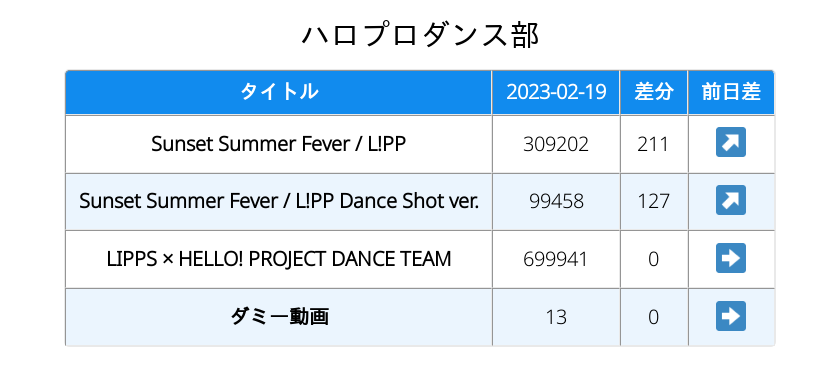 ハロプロダンス部
タイトル 2023-02-19 差分 前日差
Sunset Summer Fever / L!PP 309202 211 ↗
Sunset Summer Fever / L!PP Dance Shot ver. 99458 127 ↗
LIPPS × HELLO! PROJECT DANCE TEAM 699941 0 ➡
ダミー動画 13 0 ➡